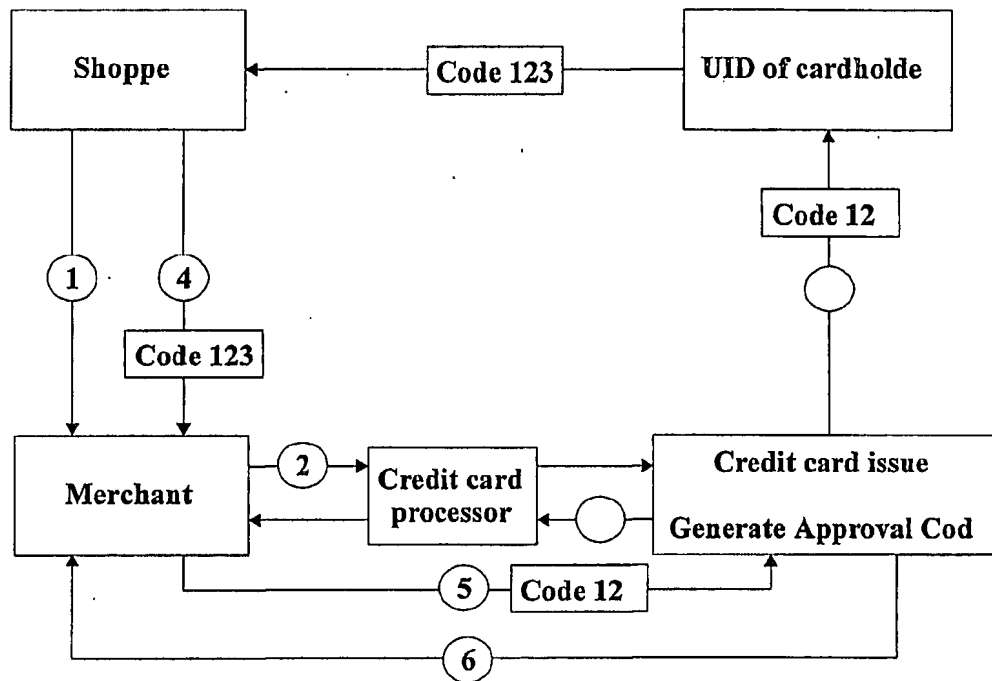 Shoppe
Code 123
UID of cardholde
Code 12
1
4
Code 123
2
Merchant
Credit card
processor
Credit card issue
Generate Approval Cod
5
Code 12
6